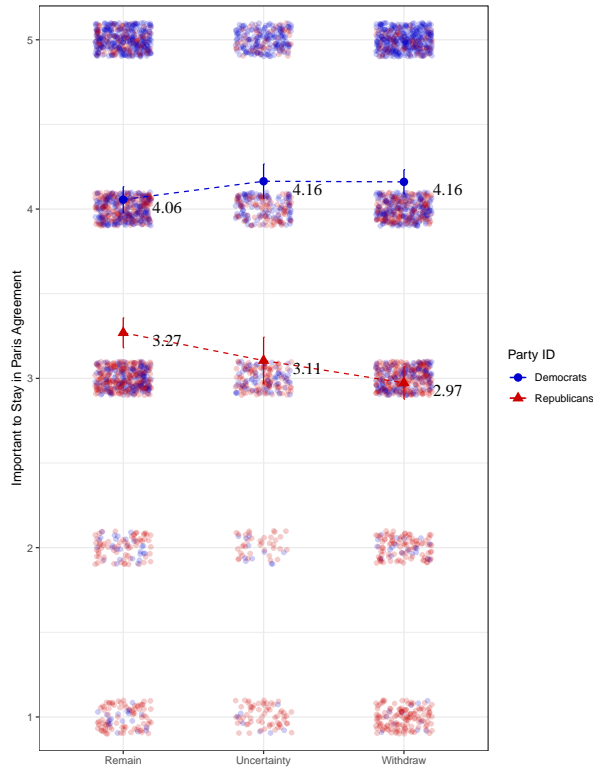 Important to Stay in Paris Agreement
5
4
3
2
1
4.06
4.16
4.16
3.27
3.11
2.97
Remain
Uncertainty
Withdraw
Party ID
Democrats
Republicans